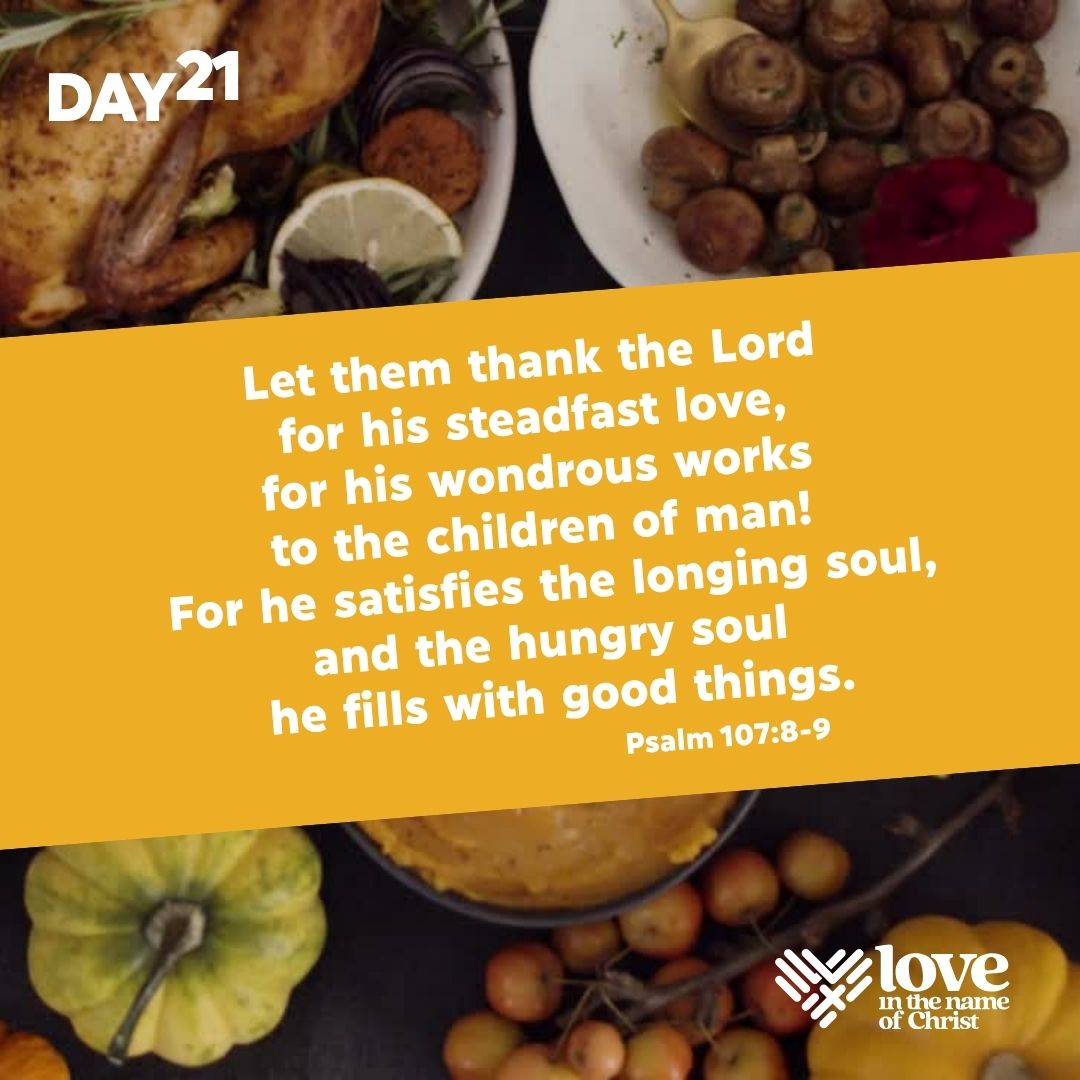 DAY 21
Let them thank the Lord
for his steadfast love,
for his wondrous works
to the children of man!
For he satisfies the longing soul,
and the hungry soul
he fills with good things.
Psalm 107:8-9
love
in the name
of Christ